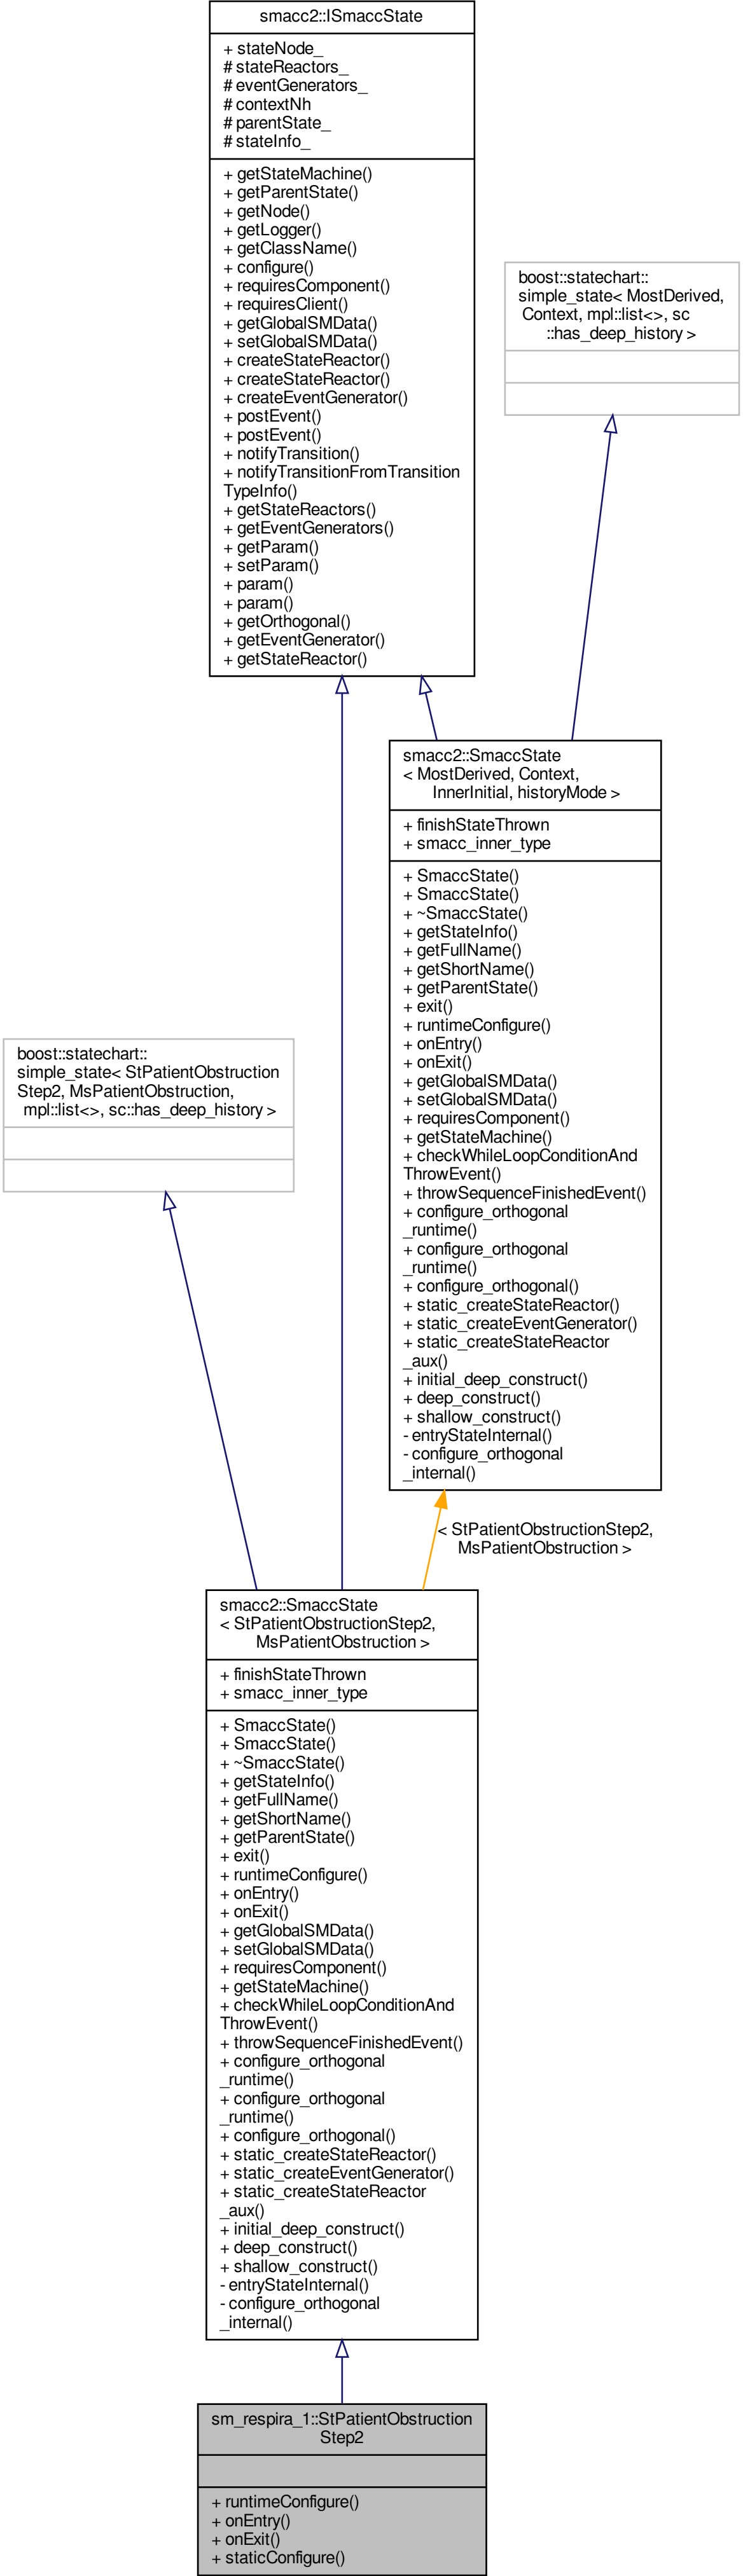 smacc2::ISmaccState
+ stateNode_
# stateReactors_
# eventGenerators_
# contextNh
# parentState_
# stateInfo_
+ getStateMachine()
+ getParentState()
+ getNode()
+ getLogger()
+ getClassName()
+ configure()
+ requiresComponent()
+ requiresClient()
+ getGlobalSMData()
+ setGlobalSMData()
+ createStateReactor()
+ createStateReactor()
+ createEventGenerator()
+ postEvent()
+ postEvent()
+ notifyTransition()
+ notifyTransitionFromTransition
TypeInfo()
+ getStateReactors()
+ getEventGenerators()
+ getParam()
+ setParam()
+ param()
+ param()
+ getOrthogonal()
+ getEventGenerator()
+ getStateReactor()
boost::statechart::
simple_state< MostDerived,
Context, mpl::list<>, sc
::has_deep_history >
smacc2::SmaccState
< MostDerived, Context,
InnerInitial, historyMode >
+ finishStateThrown
+ smacc_inner_type
+ SmaccState()
+ SmaccState()
+ ~SmaccState()
+ getStateInfo()
+ getFullName()
+ getShortName()
+ getParentState()
+ exit()
+ runtimeConfigure()
+ onEntry()
+ onExit()
+ getGlobalSMData()
+ setGlobalSMData()
+ requiresComponent()
+ getStateMachine()
+ checkWhileLoopConditionAnd
ThrowEvent()
+ throwSequenceFinishedEvent()
+ configure_orthogonal
_runtime()
+ configure_orthogonal
_runtime()
+ configure_orthogonal()
+ static_createStateReactor()
+ static_createEventGenerator()
+ static_createStateReactor
_aux()
+ initial_deep_construct()
+ deep_construct()
+ shallow_construct()
- entryStateInternal()
- configure_orthogonal
_internal()
boost::statechart::
simple_state< StPatientObstruction
Step2, MsPatientObstruction,
mpl::list<>, sc::has_deep_history >
< StPatientObstructionStep2,
MsPatientObstruction >
smacc2::SmaccState
< StPatientObstructionStep2,
MsPatientObstruction >
+ finishStateThrown
+ smacc_inner_type
+ SmaccState()
+ SmaccState()
+ ~SmaccState()
+ getStateInfo()
+ getFullName()
+ getShortName()
+ getParentState()
+ exit()
+ runtimeConfigure()
+ onEntry()
+ onExit()
+ getGlobalSMData()
+ setGlobalSMData()
+ requiresComponent()
+ getStateMachine()
+ checkWhileLoopConditionAnd
ThrowEvent()
+ throwSequenceFinishedEvent()
+ configure_orthogonal
_runtime()
+ configure_orthogonal
_runtime()
+ configure_orthogonal()
+ static_createStateReactor()
+ static_createEventGenerator()
+ static_createStateReactor
_aux()
+ initial_deep_construct()
+ deep_construct()
+ shallow_construct()
- entryStateInternal()
- configure_orthogonal
_internal()
sm_respira_1::StPatientObstruction
Step2
+ runtimeConfigure()
+ onEntry()
+ onExit()
+ staticConfigure()